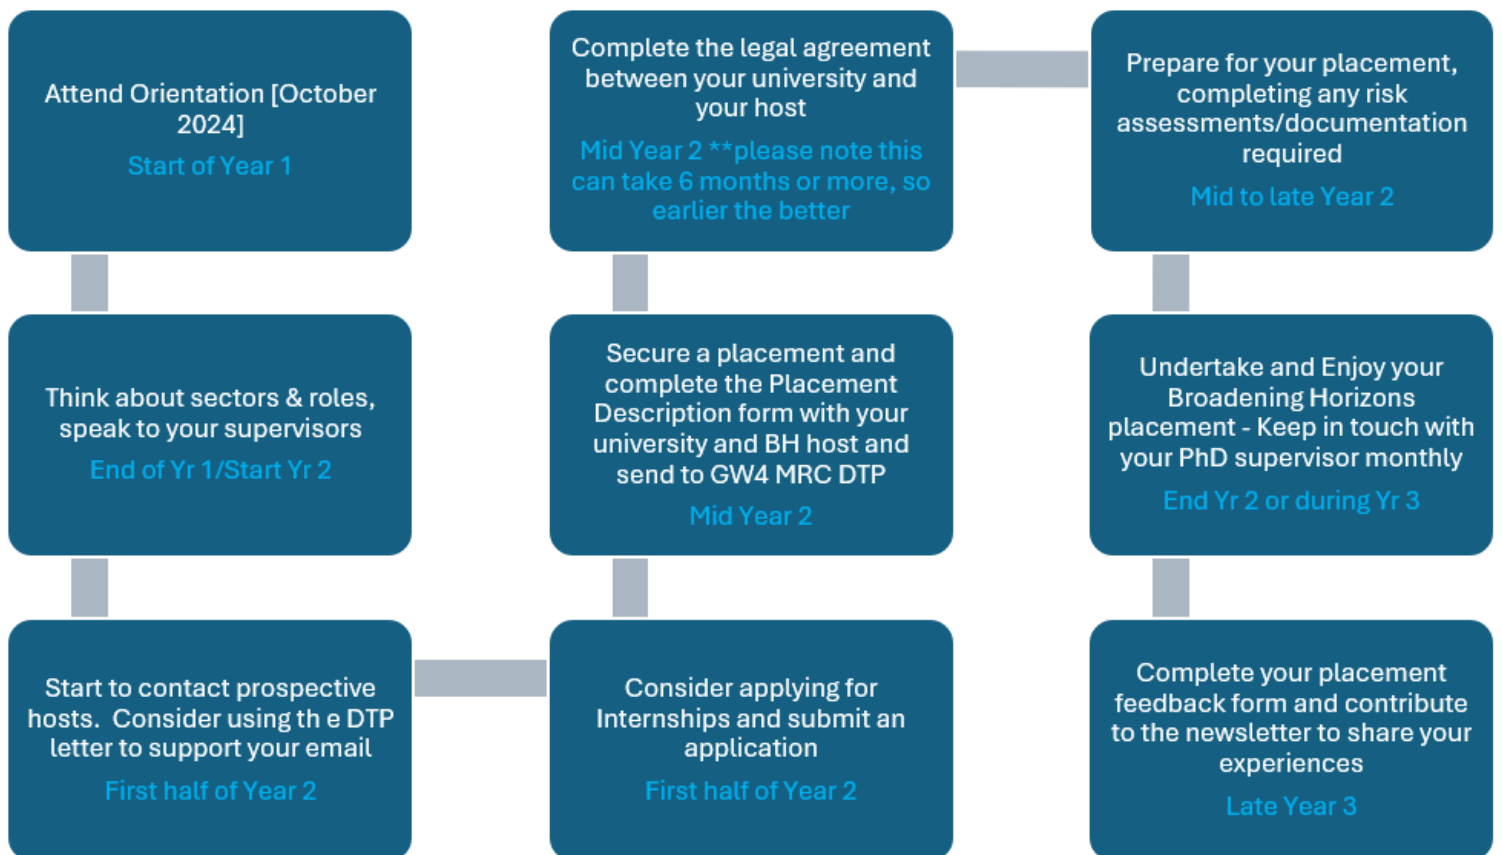 Attend Orientation [October
2024]
Start of Year 1
Think about sectors & roles,
speak to your supervisors
End of Yr 1/Start Yr 2
Start to contact prospective
hosts.  Consider using th e DTP
letter to support your email
First half of Year 2
Consider applying for
Internships and submit an
application
First half of Year 2
Secure a placement and
complete the Placement
Description form with your
university and BH host and
send to GW4 MRC DTP
Mid Year 2
Complete the legal agreement
between your university and
your host
Mid Year 2 **please note this
can take 6 months or more, so
earlier the better
Prepare for your placement,
completing any risk
assessments/documentation
required
Mid to late Year 2
Undertake and Enjoy your
Broadening Horizons
placement - Keep in touch with
your PhD supervisor monthly
End Yr 2 or during Yr 3
Complete your placement
feedback form and contribute
to the newsletter to share your
experiences
Late Year 3